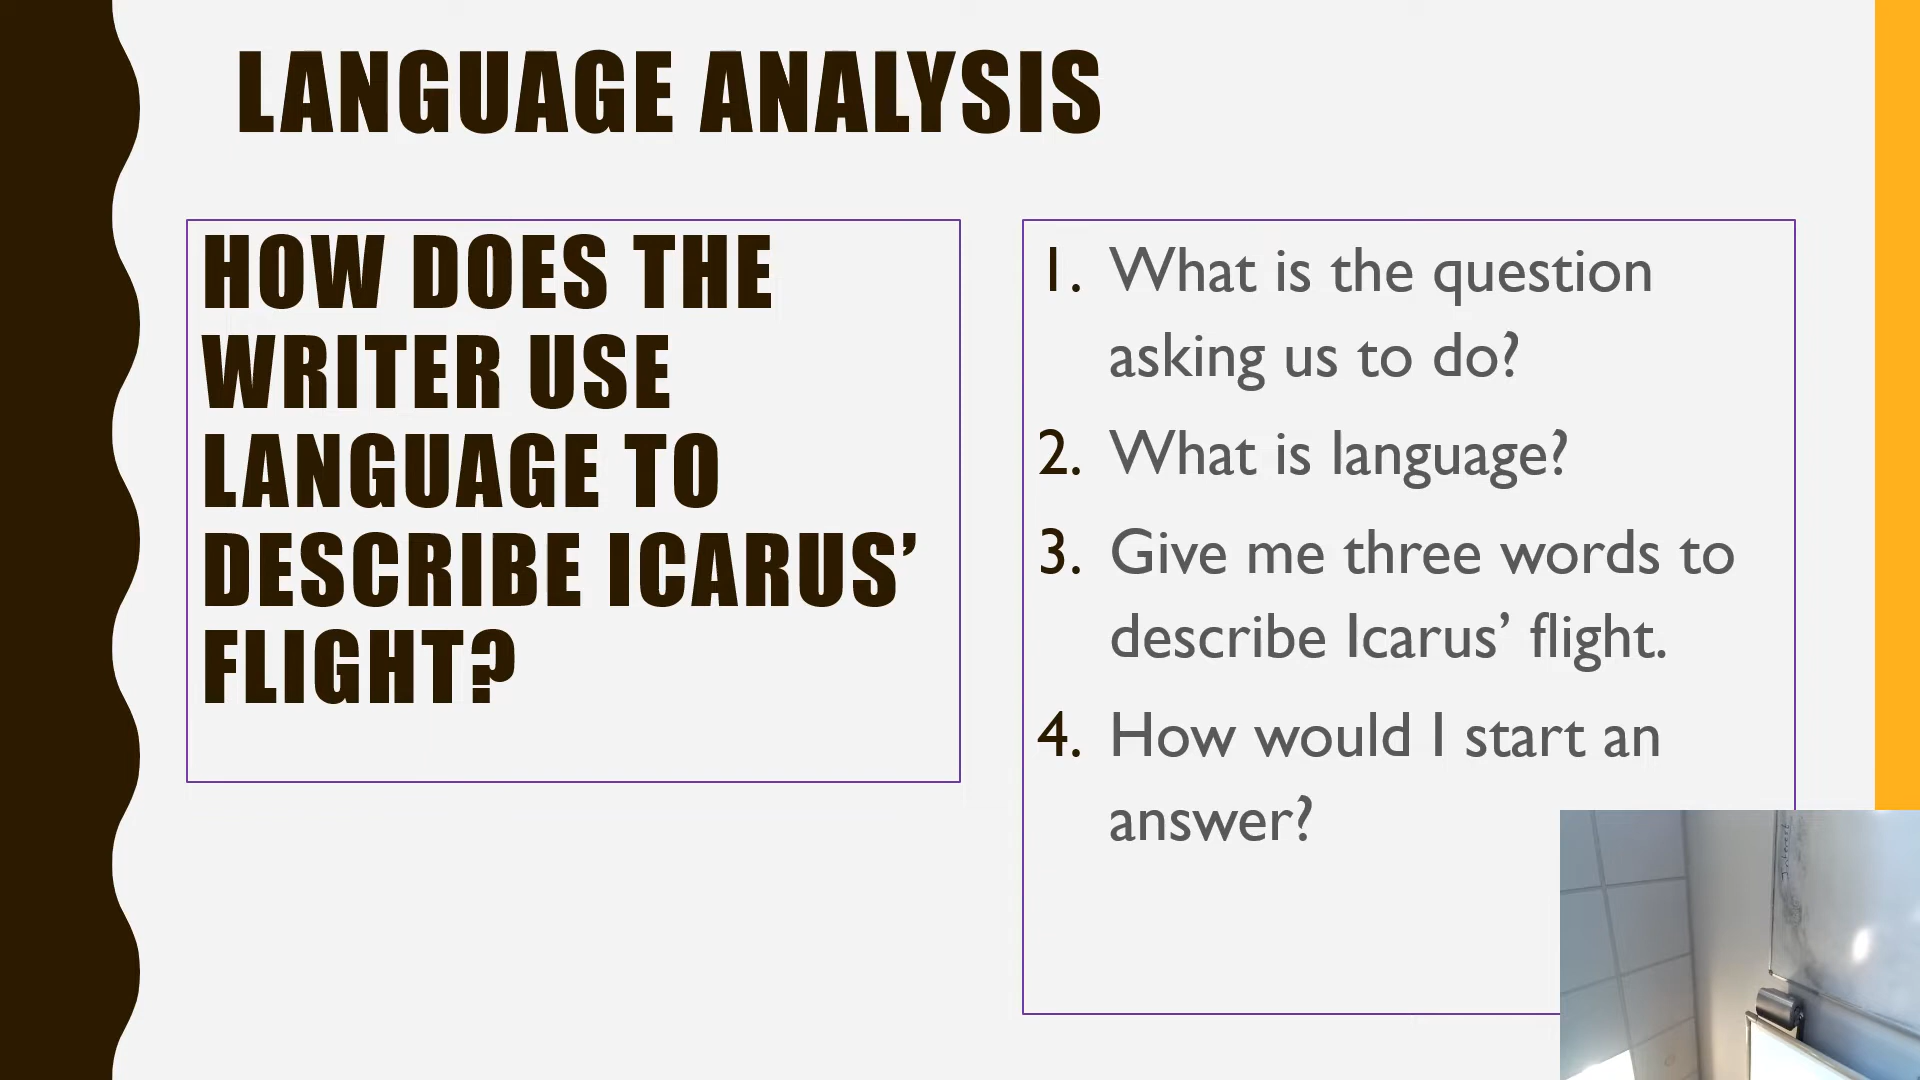 LANGUAGE ANALYSIS
HOW DOES THE
WRITER USE
LANGUAGE TO
DESCRIBE ICARUS’
FLIGHT?
1. What is the question
asking us to do?
2. What is language?
3. Give me three words to
describe Icarus’ flight.
4. How would I start an
answer?